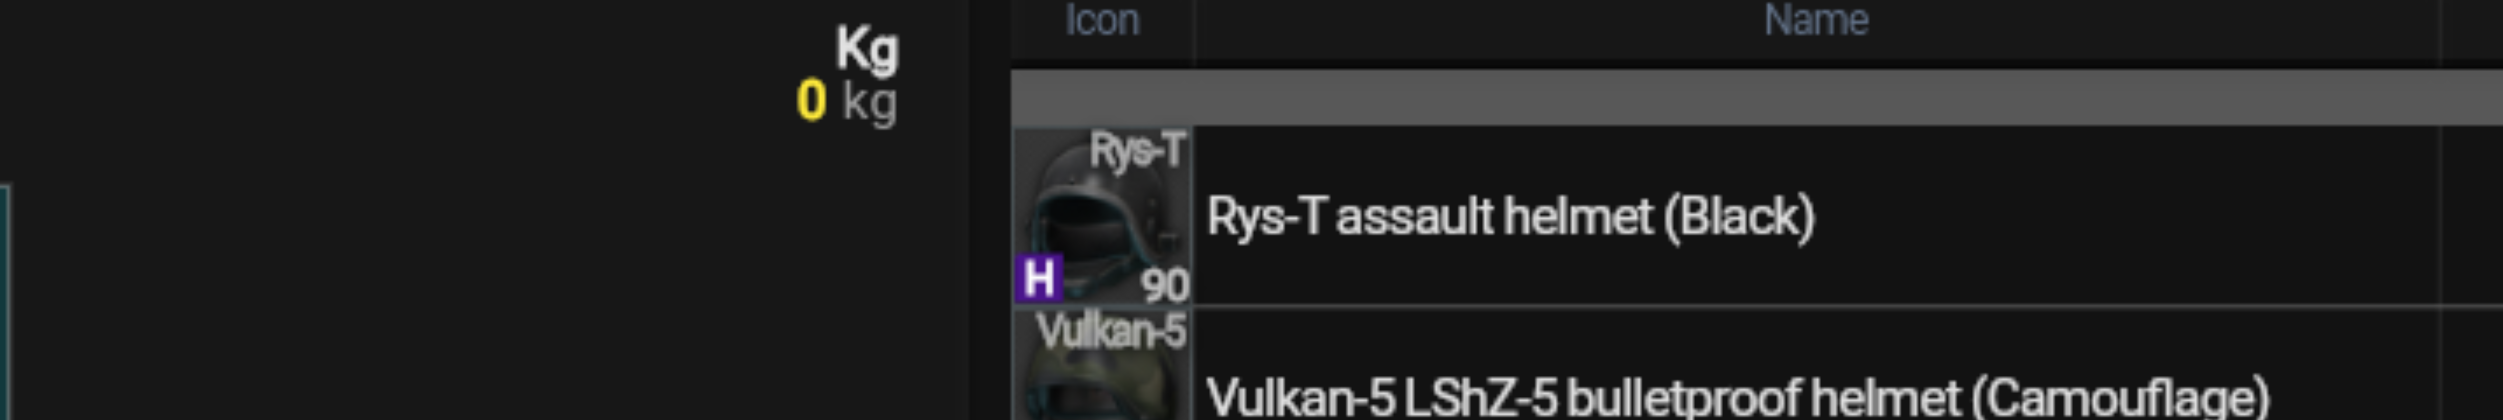 Kg
0 kg
Icon Name
Rys-T
Rys-T assault helmet (Black)
H 90
Vulkan-5
Vulkan-5 LShZ-5 bulletproof helmet (Camouflage)